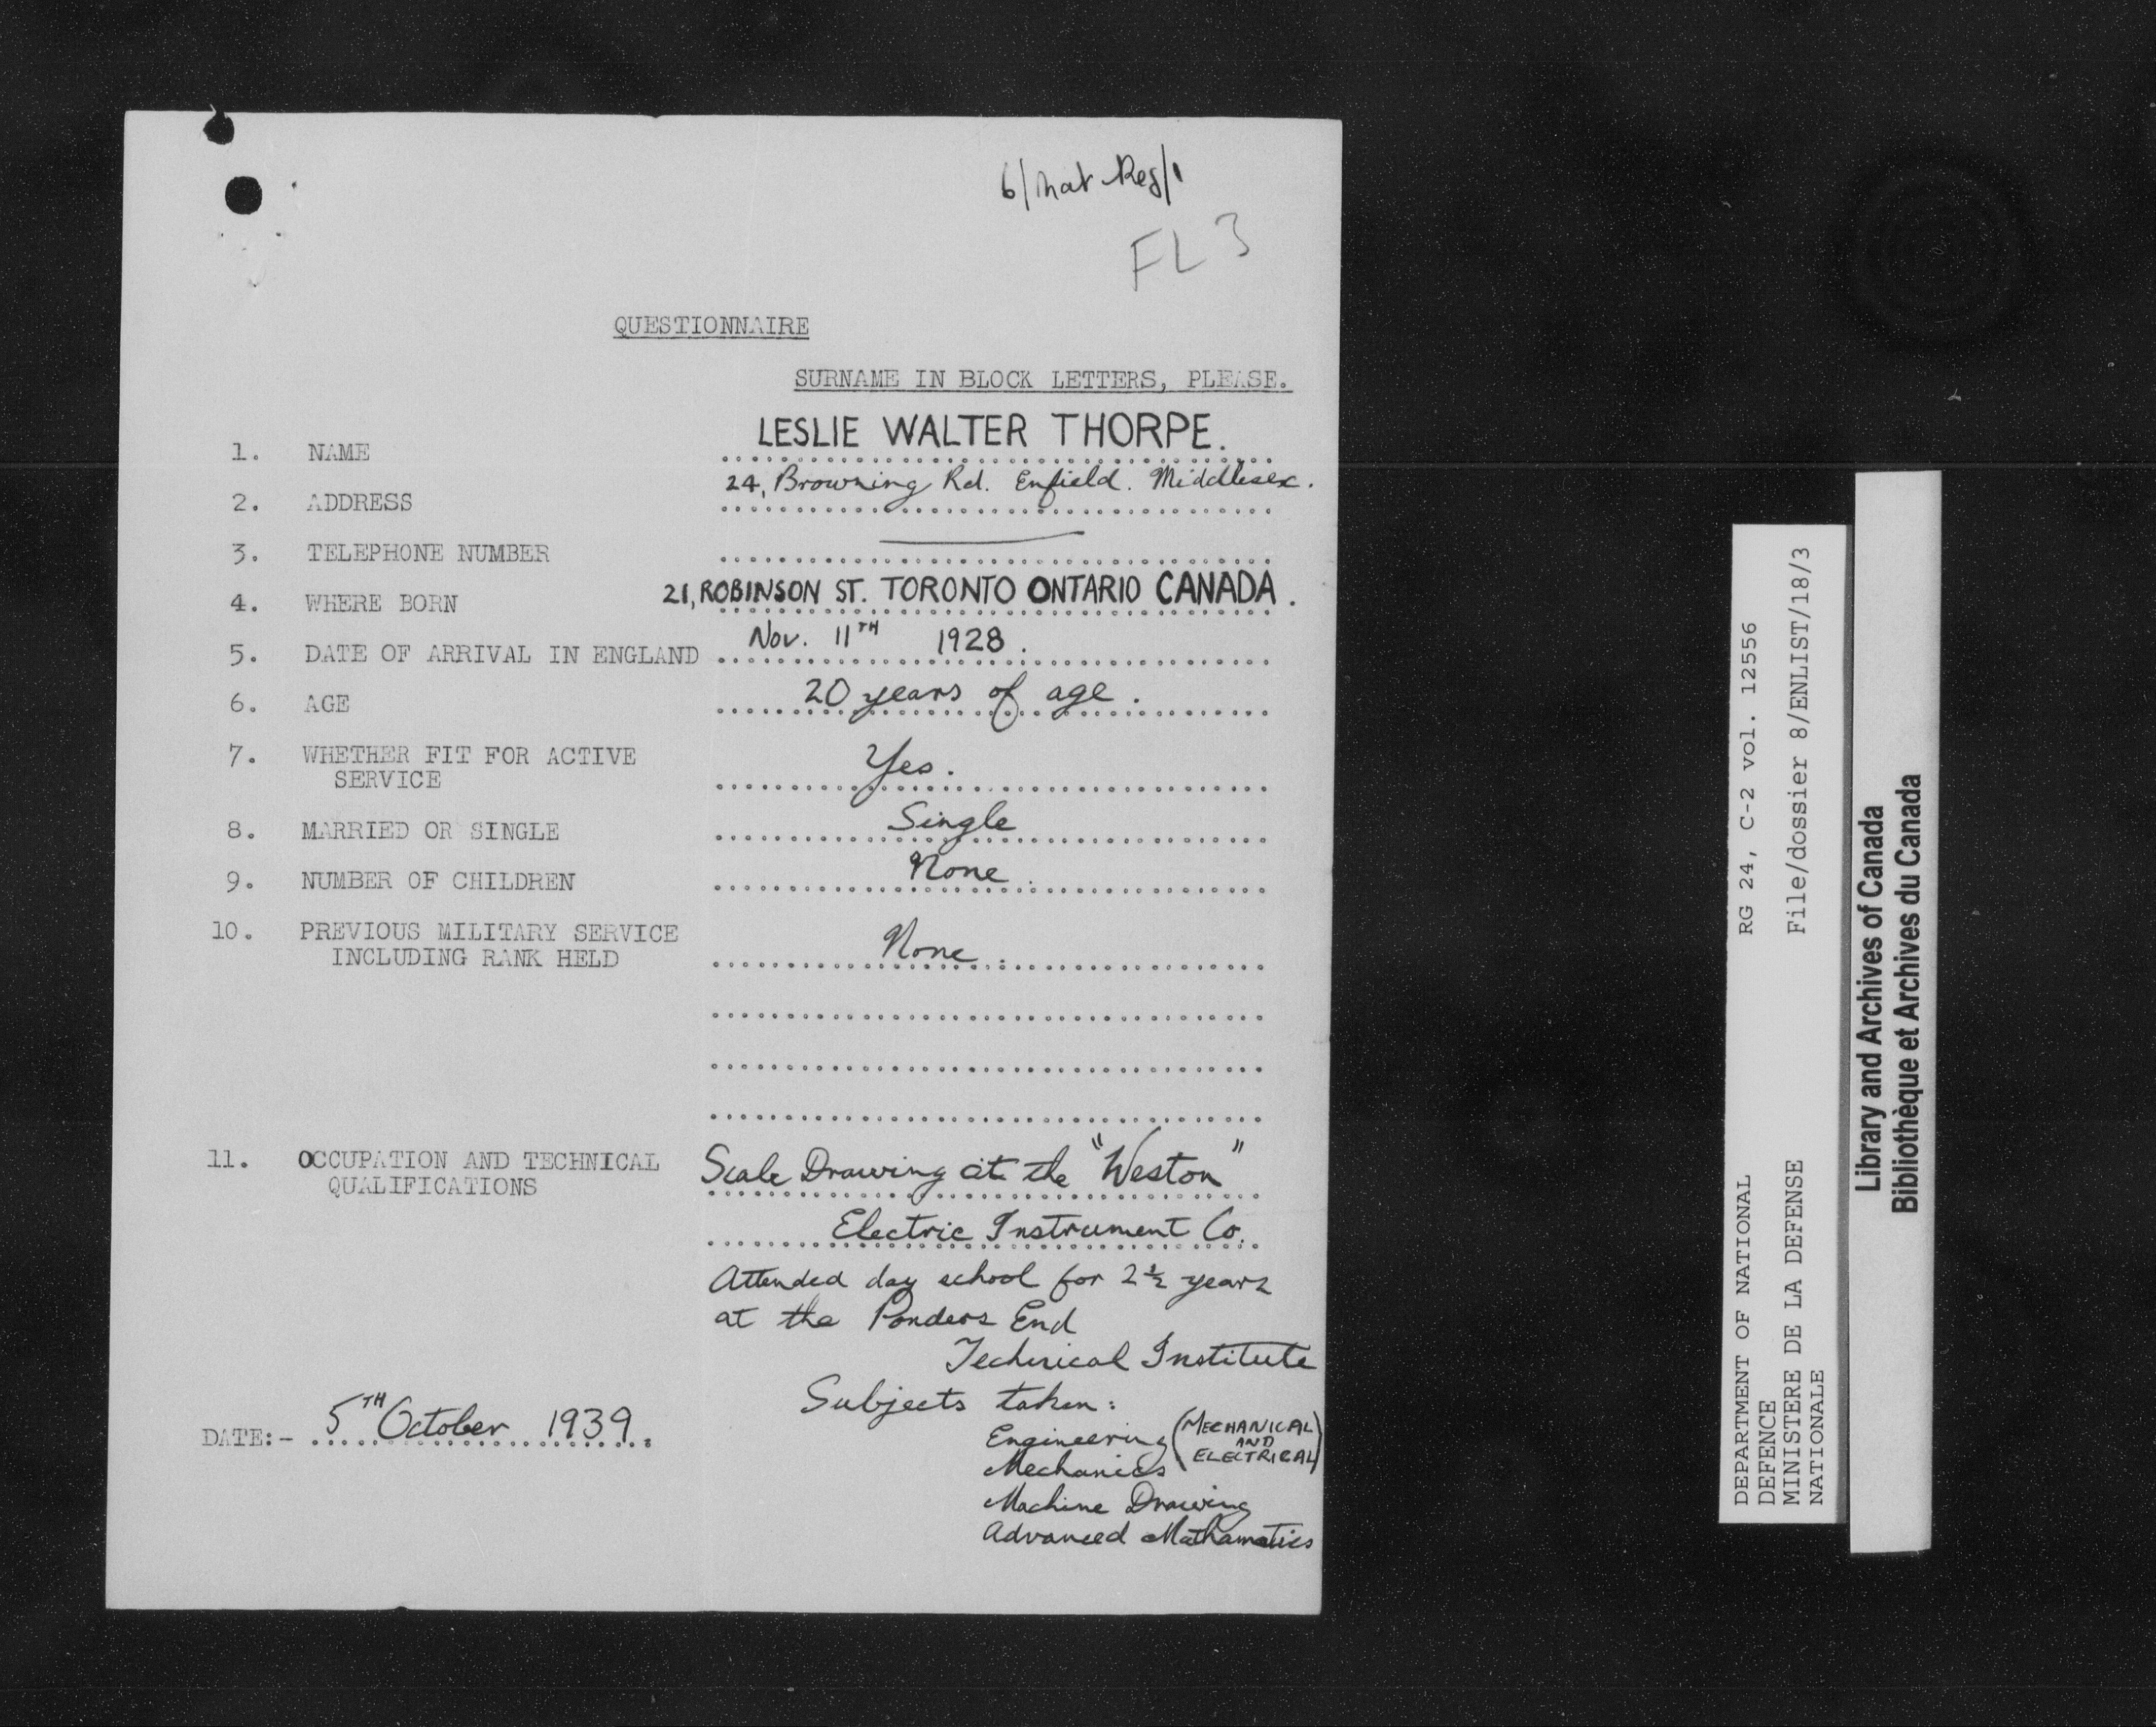 6/Nat Reg/1
FL 3
QUESTIONNAIRE
SURNAME IN BLOCK LETTERS, PLEASE.
1. NAME LESLIE WALTER THORPE.
2. ADDRESS 24, Browning Rd. Enfield. Middlesex.
3. TELEPHONE NUMBER
4. WHERE BORN 21, ROBINSON ST. TORONTO ONTARIO CANADA.
5. DATE OF ARRIVAL IN ENGLAND Nov. 11TH 1928.
6. AGE 20 years of age.
7. WHETHER FIT FOR ACTIVE
SERVICE Yes.
8. MARRIED OR SINGLE Single
9. NUMBER OF CHILDREN None.
10. PREVIOUS MILITARY SERVICE
INCLUDING RANK HELD None.
11. OCCUPATION AND TECHNICAL
QUALIFICATIONS
Scale Drawing at the "Weston"
Electric Instrument Co.
Attended day school for 2½ years
at the Ponders End
Technical Institute
Subjects taken:
Engineering (MECHANICAL
AND
ELECTRICAL)
Mechanics
Machine Drawing
Advanced Mathamatics
DATE:- 5TH October 1939.
DEPARTMENT OF NATIONAL RG 24, C-2 vol. 12556
DEFENCE
MINISTERE DE LA DEFENSE File/dossier 8/ENLIST/18/3
NATIONALE
Library and Archives of Canada
Bibliothèque et Archives du Canada